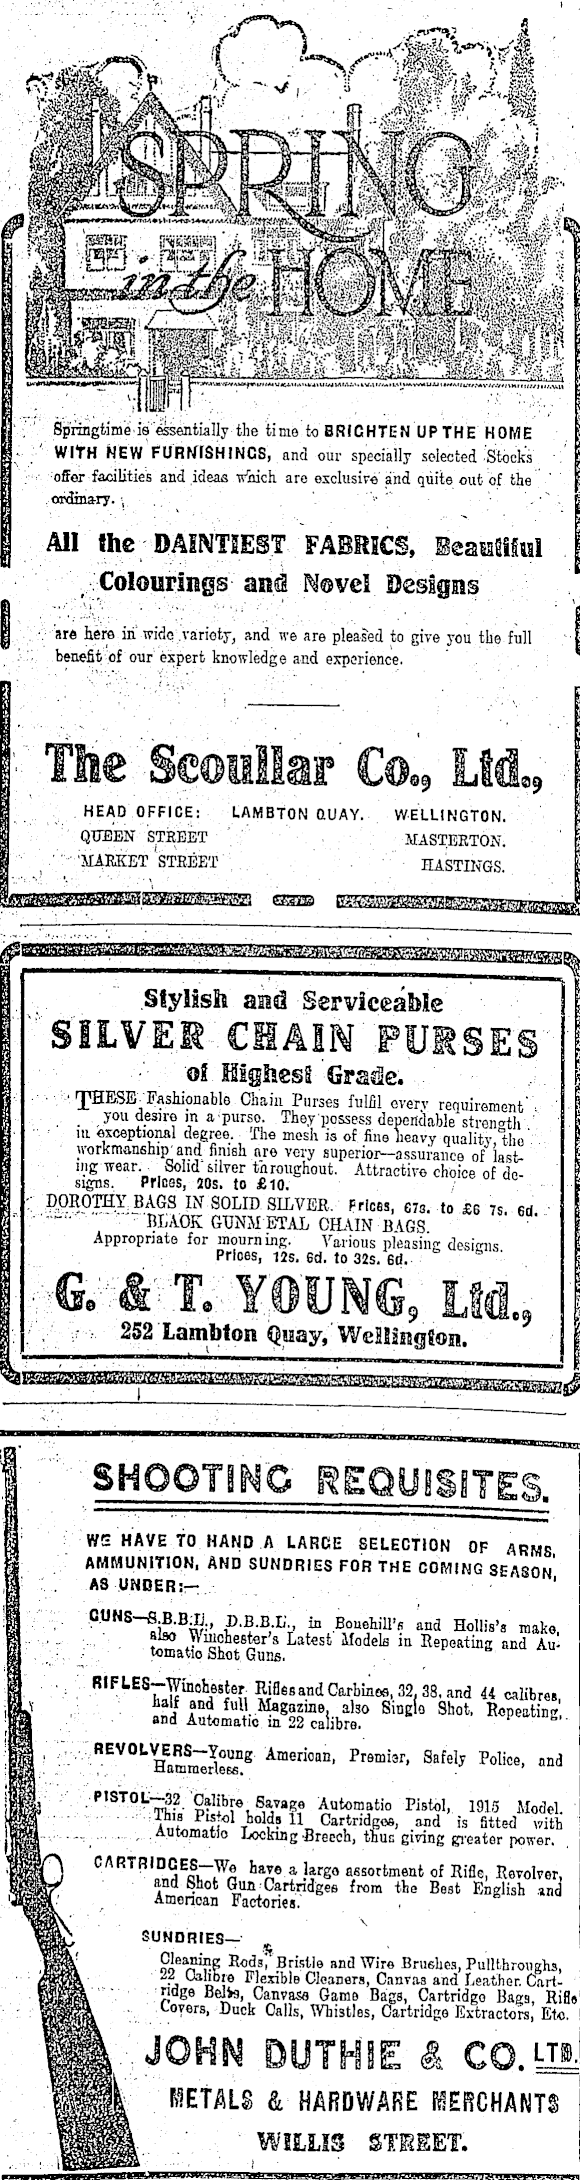 SPRING
in the HOME
Springtime is essentially the time to BRIGHTEN UP THE HOME
WITH NEW FURNISHINGS, and our specially selected Stocks
offer facilities and ideas which are exclusive and quite out of the
ordinary.
All the DAINTIEST FABRICS, Beautiful
Colourings and Novel Designs
are here in wide variety, and we are pleased to give you the full
benefit of our expert knowledge and experience.
The Scoullar Co., Ltd.,
HEAD OFFICE: LAMBTON QUAY. WELLINGTON.
QUEEN STREET MASTERTON.
MARKET STREET HASTINGS.
Stylish and Serviceable
SILVER CHAIN PURSES
of Highest Grade.
THESE Fashionable Chain Purses fulfil every requirement
you desire in a purse. They possess dependable strength
in exceptional degree. The mesh is of fine heavy quality, the
workmanship and finish are very superior—assurance of last-
ing wear. Solid silver throughout. Attractive choice of de-
signs. Prices, 20s. to £10.
DOROTHY BAGS IN SOLID SILVER. Prices, 67s. to £6 7s. 6d.
BLACK GUNMETAL CHAIN BAGS.
Appropriate for mourning. Various pleasing designs.
Prices, 12s. 6d. to 32s. 6d.
G. & T. YOUNG, Ltd.,
252 Lambton Quay, Wellington.
SHOOTING REQUISITES.
WE HAVE TO HAND A LARGE SELECTION OF ARMS,
AMMUNITION, AND SUNDRIES FOR THE COMING SEASON,
AS UNDER:—
GUNS—S.B.B.L., D.B.B.L., in Bonehill's and Hollis's make,
also Winchester's Latest Models in Repeating and Au-
tomatic Shot Guns.
RIFLES—Winchester Rifles and Carbines, 32, 38, and 44 calibres,
half and full Magazine, also Single Shot, Repeating,
and Automatic in 22 calibre.
REVOLVERS—Young American, Premier, Safely Police, and
Hammerless.
PISTOL—32 Calibre Savage Automatic Pistol, 1915 Model.
This Pistol holds 11 Cartridges, and is fitted with
Automatic Locking Breech, thus giving greater power.
CARTRIDGES—We have a large assortment of Rifle, Revolver,
and Shot Gun Cartridges from the Best English and
American Factories.
SUNDRIES—
Cleaning Rods, Bristle and Wire Brushes, Pullthroughs,
22 Calibre Flexible Cleaners, Canvas and Leather Cart-
ridge Belts, Canvass Game Bags, Cartridge Bags, Rifle
Covers, Duck Calls, Whistles, Cartridge Extractors, Etc.
JOHN DUTHIE & CO. LTD.
METALS & HARDWARE MERCHANTS
WILLIS STREET.